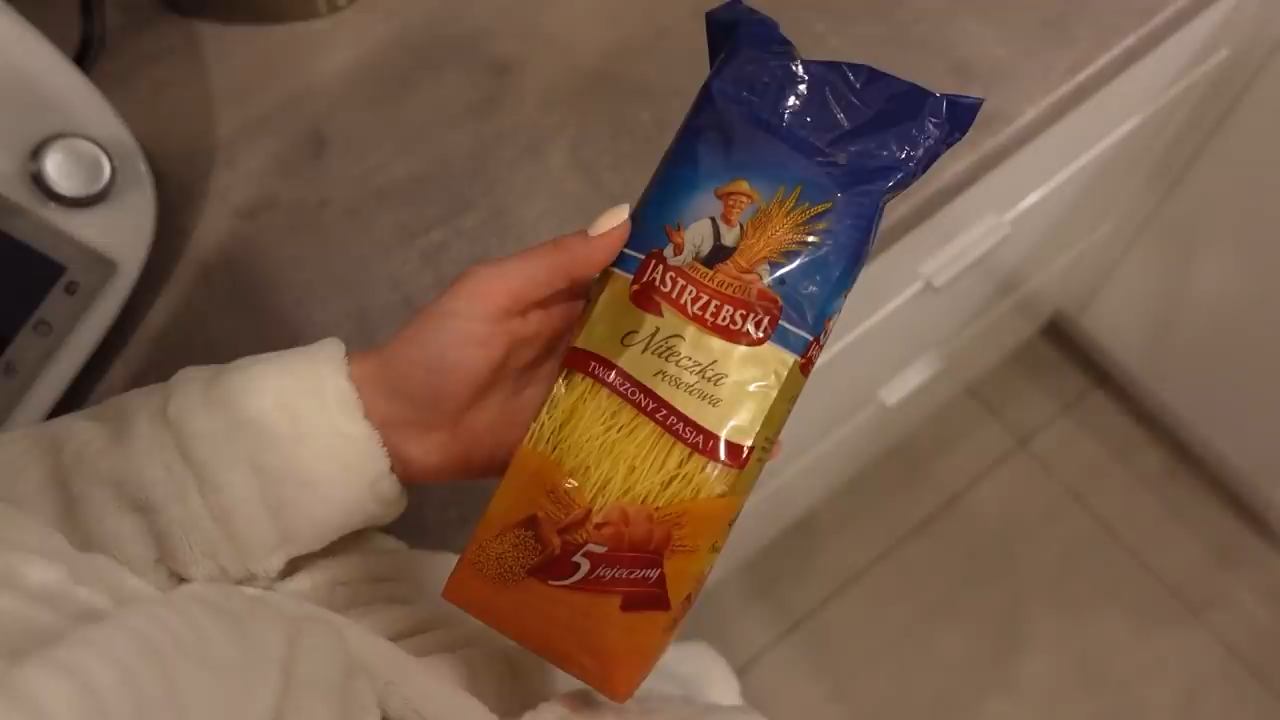 makaron
JASTRZĘBSKI
Niteczka
rosołowa
TWORZONY Z PASJĄ !
5 jajeczny